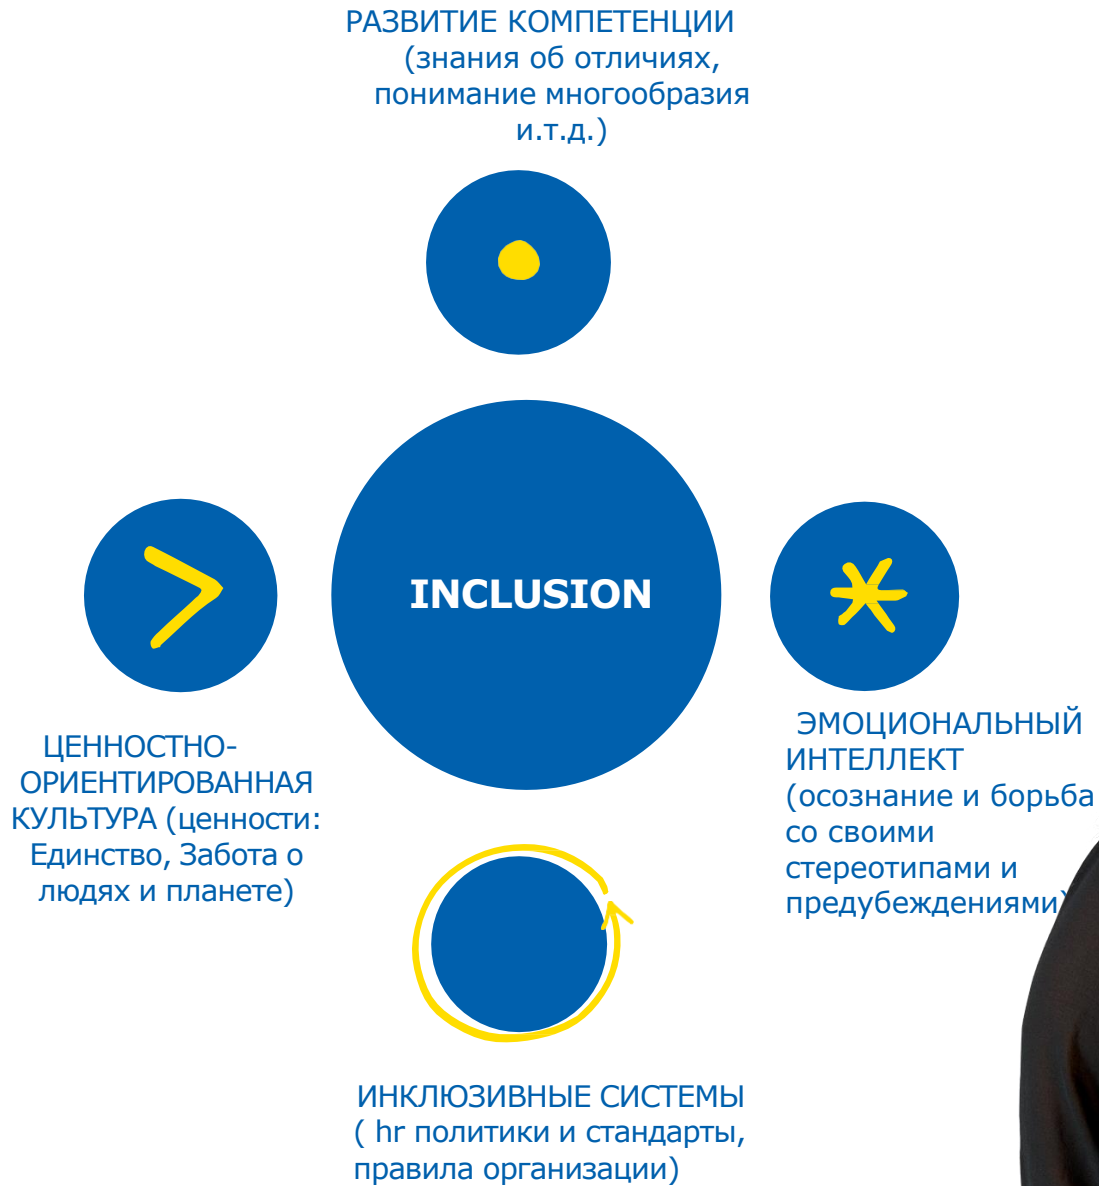 РАЗВИТИЕ КОМПЕТЕНЦИИ
(знания об отличиях,
понимание многообразия
и.т.д.)
INCLUSION
ЦЕННОСТНО-
ОРИЕНТИРОВАННАЯ
КУЛЬТУРА (ценности:
Единство, Забота о
людях и планете)
ЭМОЦИОНАЛЬНЫЙ
ИНТЕЛЛЕКТ
(осознание и борьба
со своими
стереотипами и
предубеждениями)
ИНКЛЮЗИВНЫЕ СИСТЕМЫ
( hr политики и стандарты,
правила организации)